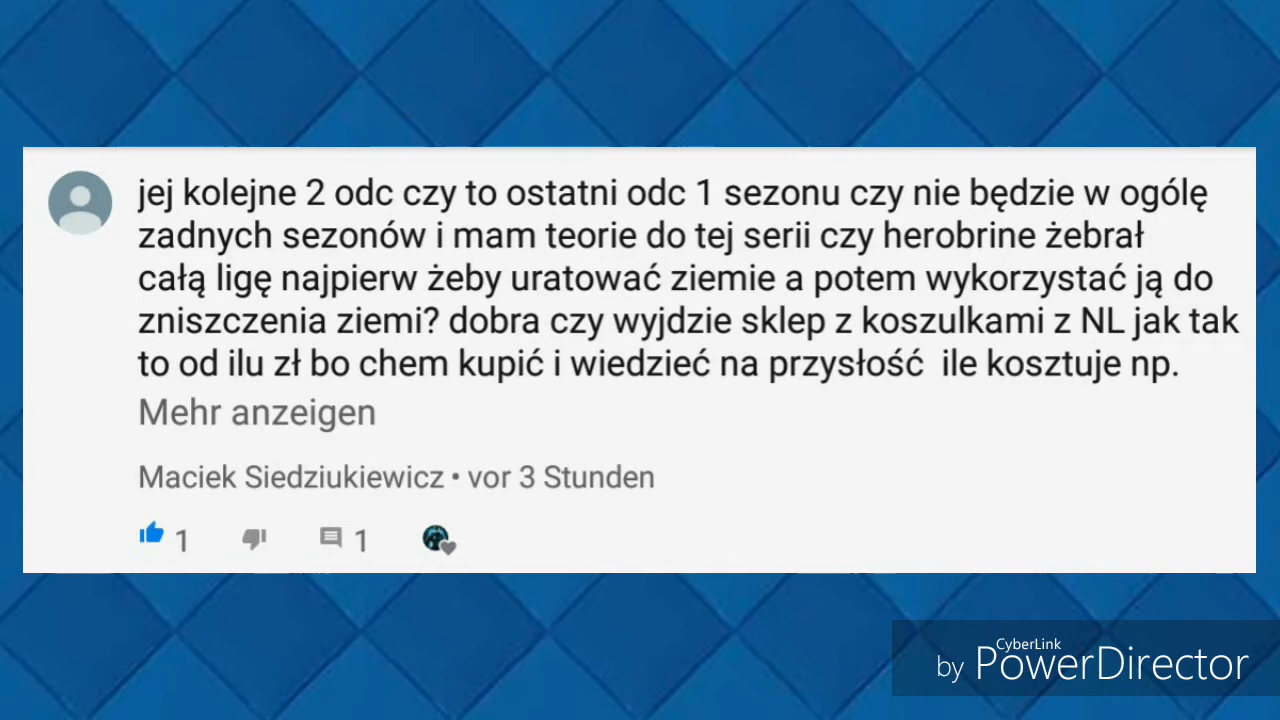 jej kolejne 2 odc czy to ostatni odc 1 sezonu czy nie będzie w ogólę
zadnych sezonów i mam teorie do tej serii czy herobrine żebrał
całą ligę najpierw żeby uratować ziemie a potem wykorzystać ją do
zniszczenia ziemi? dobra czy wyjdzie sklep z koszulkami z NL jak tak
to od ilu zł bo chem kupić i wiedzieć na przysłość ile kosztuje np.
Mehr anzeigen
Maciek Siedziukiewicz • vor 3 Stunden
1 1
CyberLink
by PowerDirector